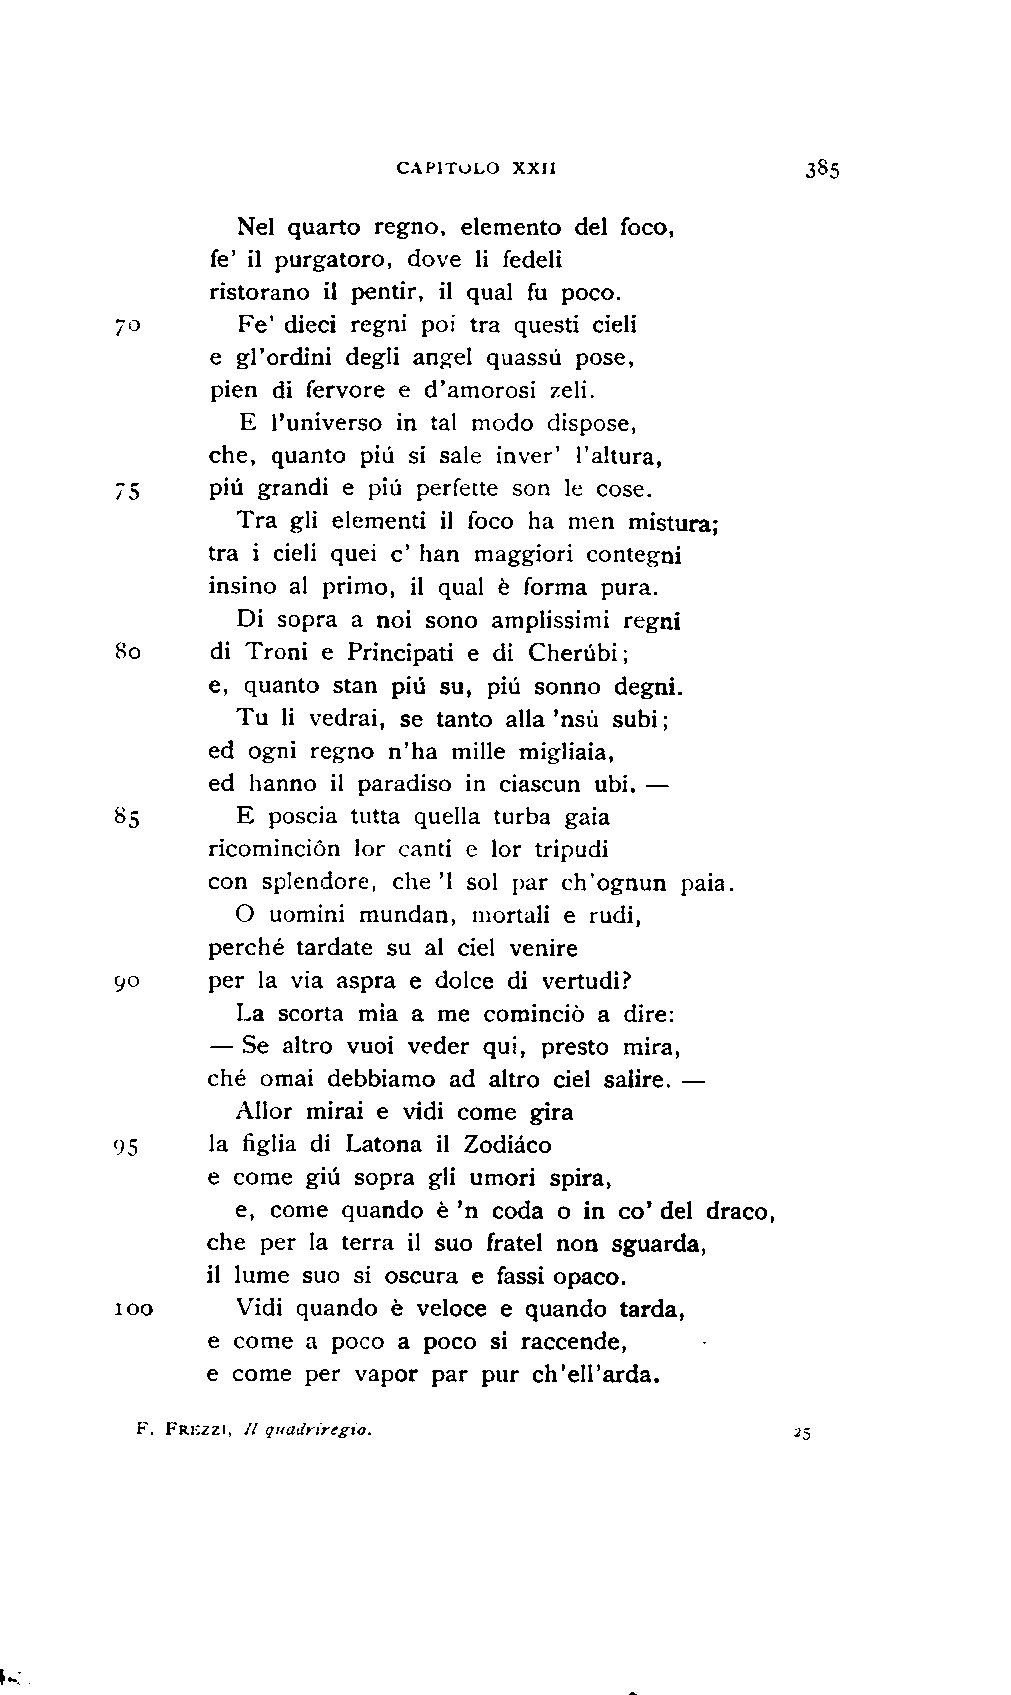 CAPITOLO XXII 385
Nel quarto regno, elemento del foco,
fe' il purgatoro, dove li fedeli
ristorano il pentir, il qual fu poco.
70 Fe' dieci regni poi tra questi cieli
e gl'ordini degli angel quassú pose,
pien di fervore e d'amorosi zeli.
E l'universo in tal modo dispose,
che, quanto piú si sale inver' l'altura,
75 piú grandi e piú perfette son le cose.
Tra gli elementi il foco ha men mistura;
tra i cieli quei c' han maggiori contegni
insino al primo, il qual è forma pura.
Di sopra a noi sono amplissimi regni
80 di Troni e Principati e di Cherúbi;
e, quanto stan piú su, piú sonno degni.
Tu li vedrai, se tanto alla 'nsú subi;
ed ogni regno n'ha mille migliaia,
ed hanno il paradiso in ciascun ubi. —
85 E poscia tutta quella turba gaia
ricominciôn lor canti e lor tripudi
con splendore, che 'l sol par ch'ognun paia.
O uomini mundan, mortali e rudi,
perché tardate su al ciel venire
90 per la via aspra e dolce di vertudi?
La scorta mia a me cominciò a dire:
— Se altro vuoi veder qui, presto mira,
ché omai debbiamo ad altro ciel salire. —
Allor mirai e vidi come gira
95 la figlia di Latona il Zodiáco
e come giú sopra gli umori spira,
e, come quando è 'n coda o in co' del draco,
che per la terra il suo fratel non sguarda,
il lume suo si oscura e fassi opaco.
100 Vidi quando è veloce e quando tarda,
e come a poco a poco si raccende,
e come per vapor par pur ch'ell'arda.
F. FREZZI, Il quadriregio. 25